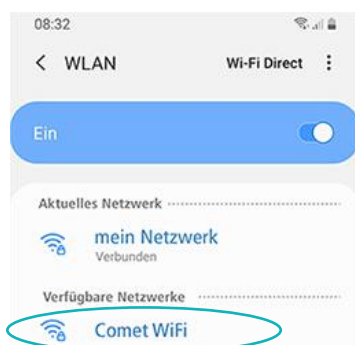 08:32
WLAN Wi-Fi Direct
Ein
Aktuelles Netzwerk
mein Netzwerk
Verbunden
Verfügbare Netzwerke
Comet WiFi